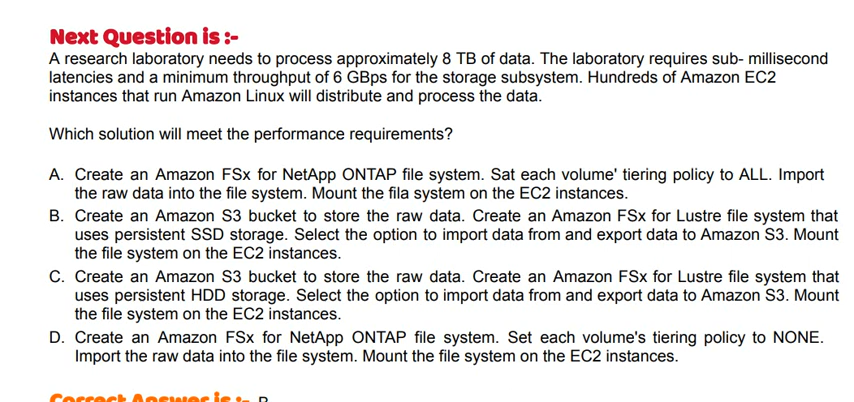 Next Question is :-
A research laboratory needs to process approximately 8 TB of data. The laboratory requires sub- millisecond
latencies and a minimum throughput of 6 GBps for the storage subsystem. Hundreds of Amazon EC2
instances that run Amazon Linux will distribute and process the data.
Which solution will meet the performance requirements?
A. Create an Amazon FSx for NetApp ONTAP file system. Sat each volume' tiering policy to ALL. Import
the raw data into the file system. Mount the fila system on the EC2 instances.
B. Create an Amazon S3 bucket to store the raw data. Create an Amazon FSx for Lustre file system that
uses persistent SSD storage. Select the option to import data from and export data to Amazon S3. Mount
the file system on the EC2 instances.
C. Create an Amazon S3 bucket to store the raw data. Create an Amazon FSx for Lustre file system that
uses persistent HDD storage. Select the option to import data from and export data to Amazon S3. Mount
the file system on the EC2 instances.
D. Create an Amazon FSx for NetApp ONTAP file system. Set each volume's tiering policy to NONE.
Import the raw data into the file system. Mount the file system on the EC2 instances.
Correct Answer is :-